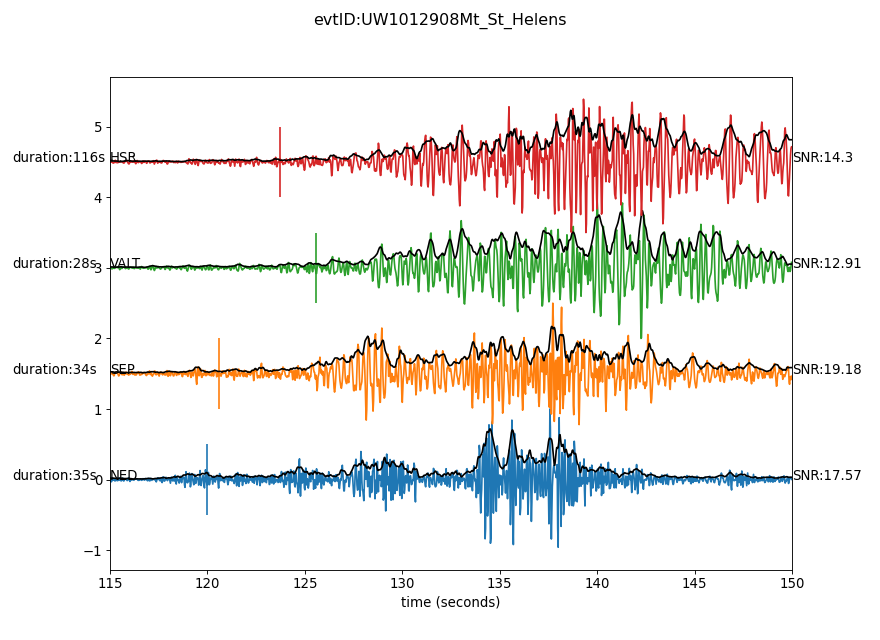 evtID:UW1012908Mt_St_Helens
5
duration:116s HSR SNR:14.3
4
duration:28s VALT SNR:12.91
3
2
duration:34s SEP SNR:19.18
1
duration:35s NED SNR:17.57
0
−1
115 120 125 130 135 140 145 150
time (seconds)